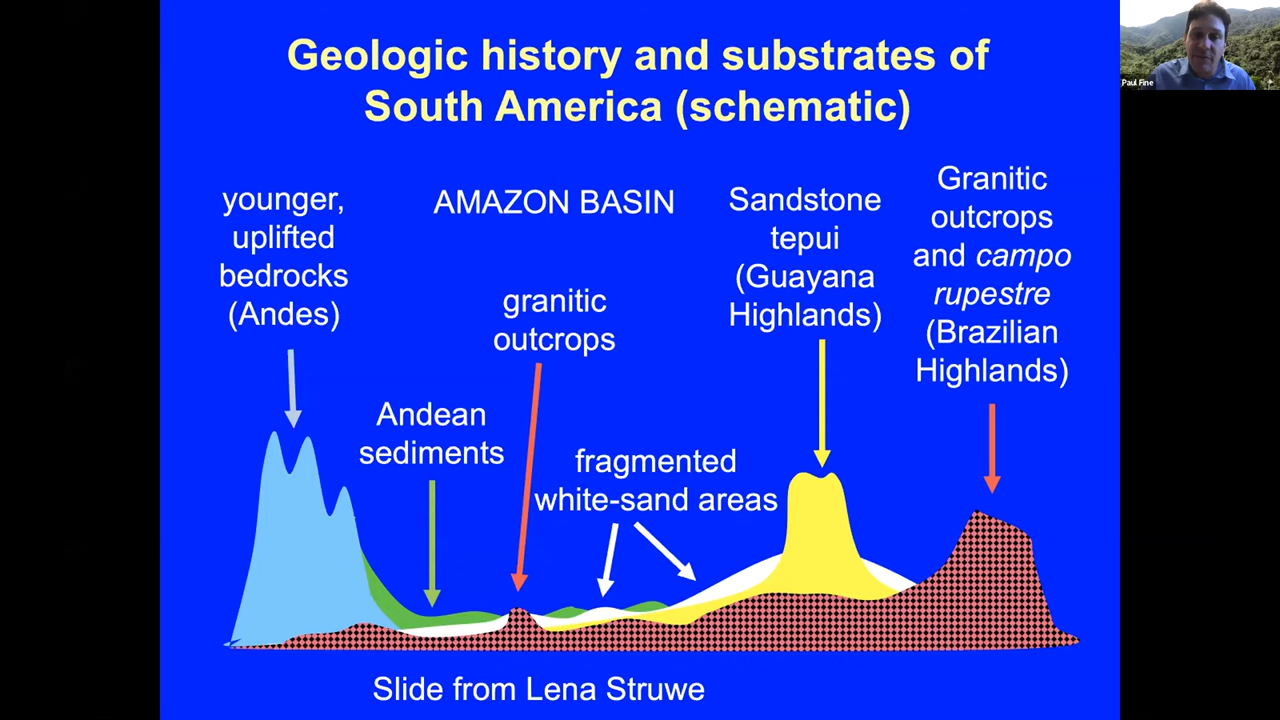 Geologic history and substrates of
South America (schematic)
younger,
uplifted
bedrocks
(Andes)
AMAZON BASIN
Sandstone
tepui
(Guayana
Highlands)
Granitic
outcrops
and campo
rupestre
(Brazilian
Highlands)
granitic
outcrops
Andean
sediments
fragmented
white-sand areas
Slide from Lena Struwe
Paul Fine